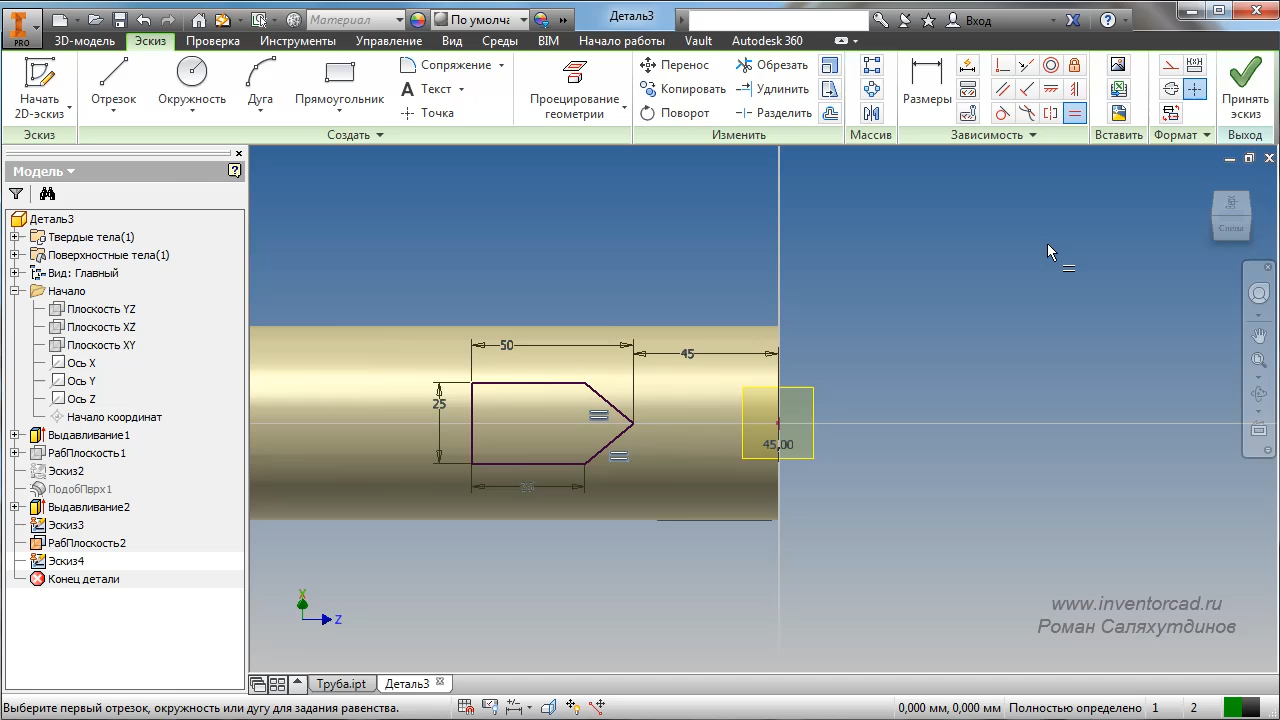 PRO
Материал
По умолча
Деталь3
Вход
3D-модель
Эскиз
Проверка
Инструменты
Управление
Вид
Среды
BIM
Начало работы
Vault
Autodesk 360
Начать
2D-эскиз
Отрезок
Окружность
Дуга
Прямоугольник
Сопряжение
Текст
Точка
Проецирование
геометрии
Перенос
Копировать
Поворот
Обрезать
Удлинить
Разделить
Размеры
Принять
эскиз
Эскиз
Создать
Изменить
Массив
Зависимость
Вставить
Формат
Выход
Модель
Деталь3
Твердые тела(1)
Поверхностные тела(1)
Вид: Главный
Начало
Плоскость YZ
Плоскость XZ
Плоскость XY
Ось X
Ось Y
Ось Z
Начало координат
Выдавливание1
РабПлоскость1
Эскиз2
ПодобПврх1
Выдавливание2
Эскиз3
РабПлоскость2
Эскиз4
Конец детали
Слева
50
45
25
45,00
X
Z
www.inventorcad.ru
Роман Саляхутдинов
Труба.ipt
Деталь3
Выберите первый отрезок, окружность или дугу для задания равенства.
0,000 мм, 0,000 мм
Полностью определено
1
2